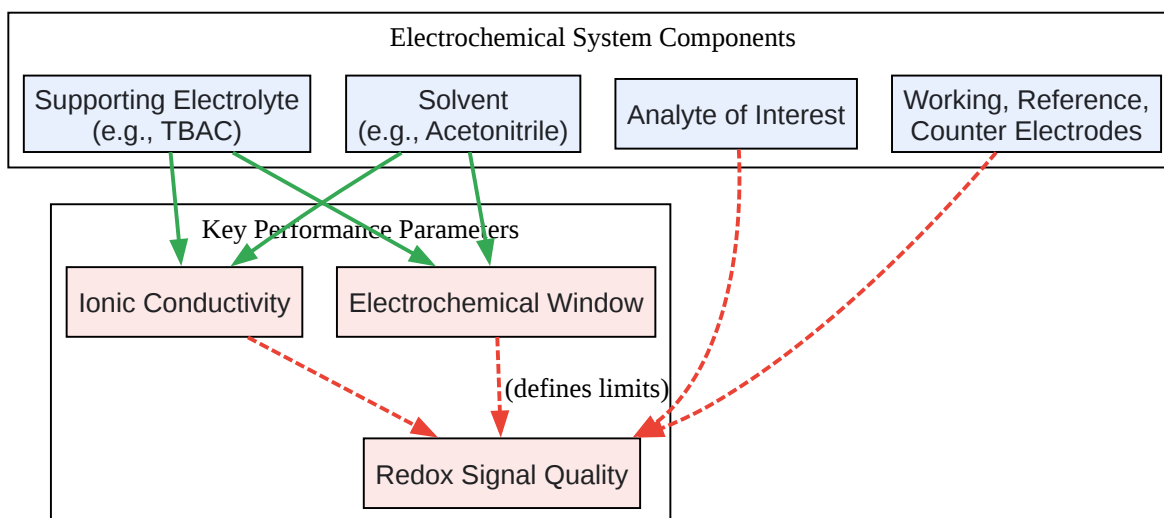 Electrochemical System Components
Supporting Electrolyte
(e.g., TBAC)
Solvent
(e.g., Acetonitrile)
Analyte of Interest
Working, Reference,
Counter Electrodes
Key Performance Parameters
Ionic Conductivity
Electrochemical Window
(defines limits)
Redox Signal Quality